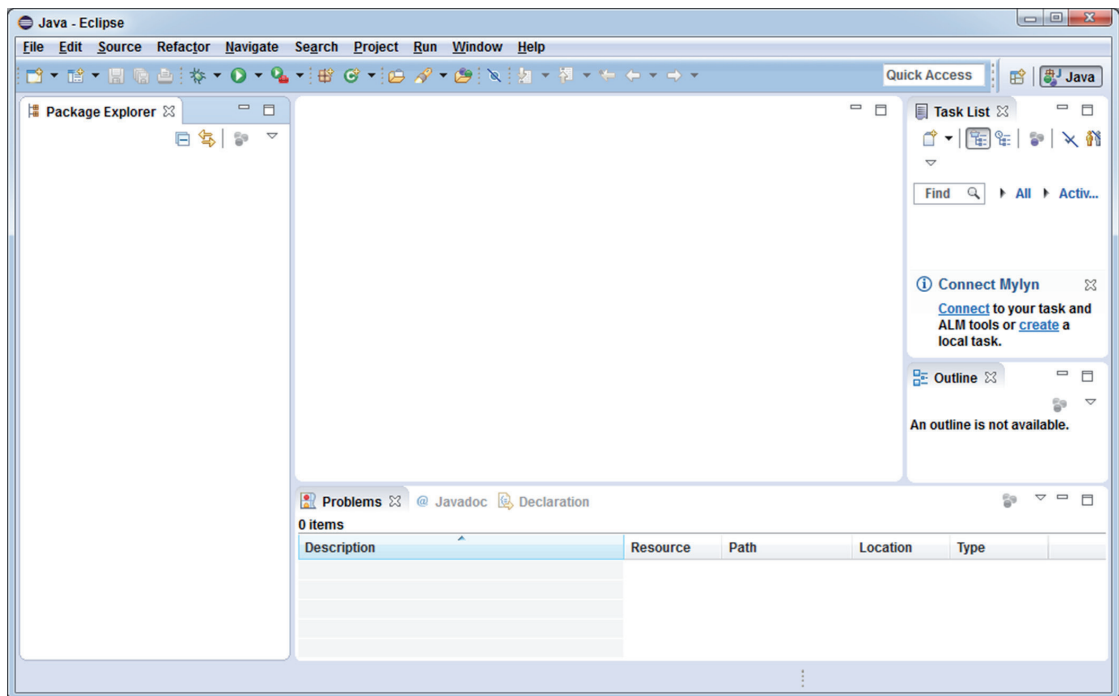 Java - Eclipse
File Edit Source Refactor Navigate Search Project Run Window Help
Quick Access Java
Package Explorer
Task List
Find All Activ...
Connect Mylyn
Connect to your task and
ALM tools or create a
local task.
Outline
An outline is not available.
Problems @ Javadoc Declaration
0 items
Description Resource Path Location Type